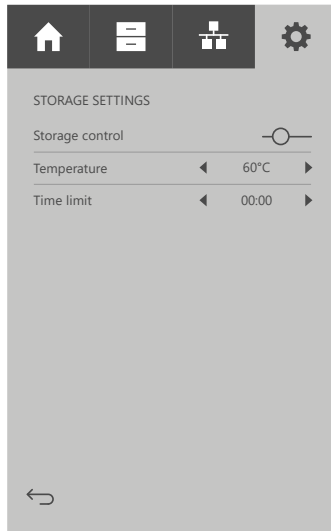 STORAGE SETTINGS
Storage control
Temperature 60°C
Time limit 00:00